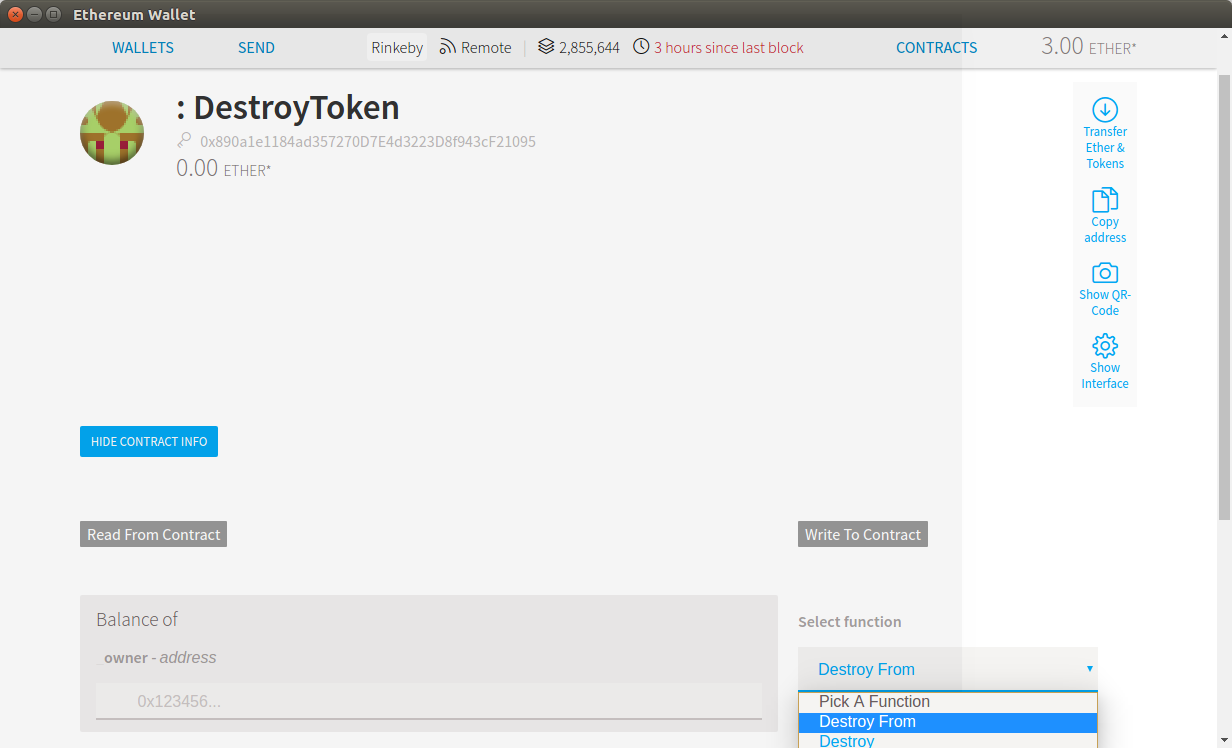 Ethereum Wallet
WALLETS SEND Rinkeby Remote 2,855,644 3 hours since last block CONTRACTS 3.00 ETHER*
: DestroyToken
0x890a1e1184ad357270D7E4d3223D8f943cF21095
0.00 ETHER*
Transfer
Ether &
Tokens
Copy
address
Show QR-
Code
Show
Interface
HIDE CONTRACT INFO
Read From Contract
Write To Contract
Balance of
_owner - address
0x123456...
Select function
Destroy From
Pick A Function
Destroy From
Destroy